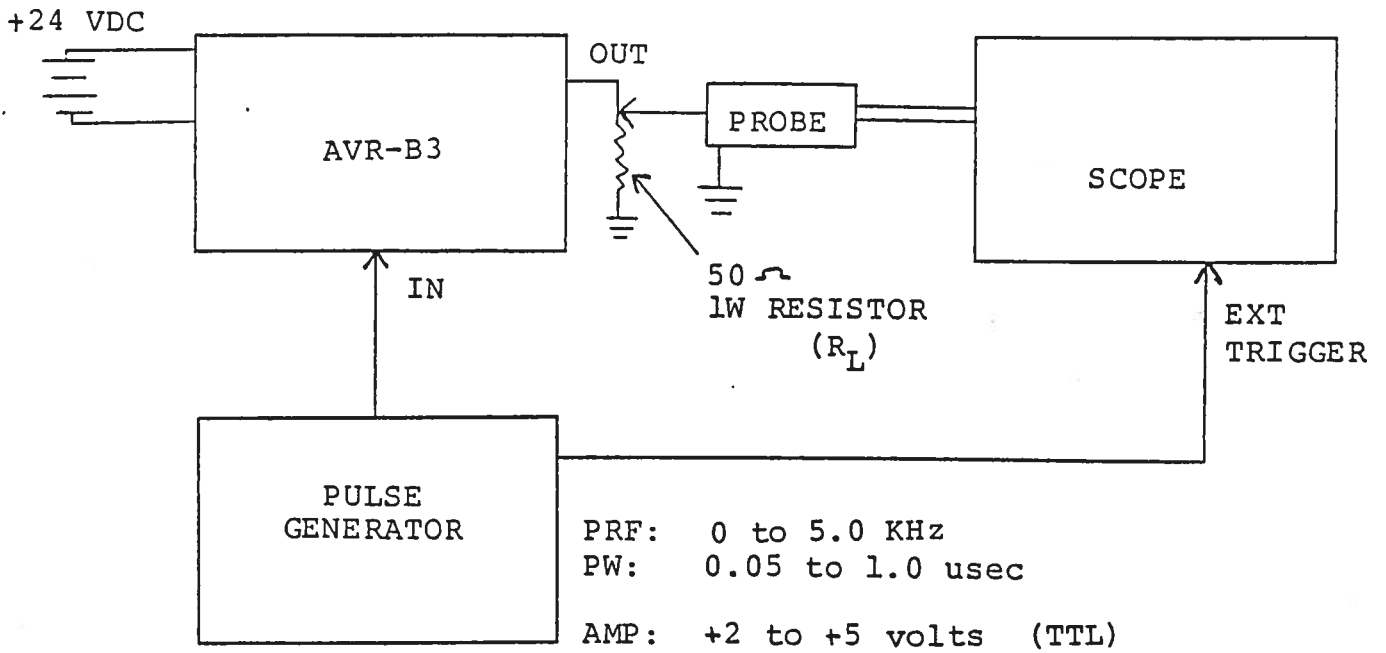 +24 VDC
OUT
AVR-B3
PROBE
SCOPE
IN
50 Ω
1W RESISTOR
(RL)
EXT
TRIGGER
PULSE
GENERATOR
PRF: 0 to 5.0 KHz
PW: 0.05 to 1.0 usec
AMP: +2 to +5 volts (TTL)